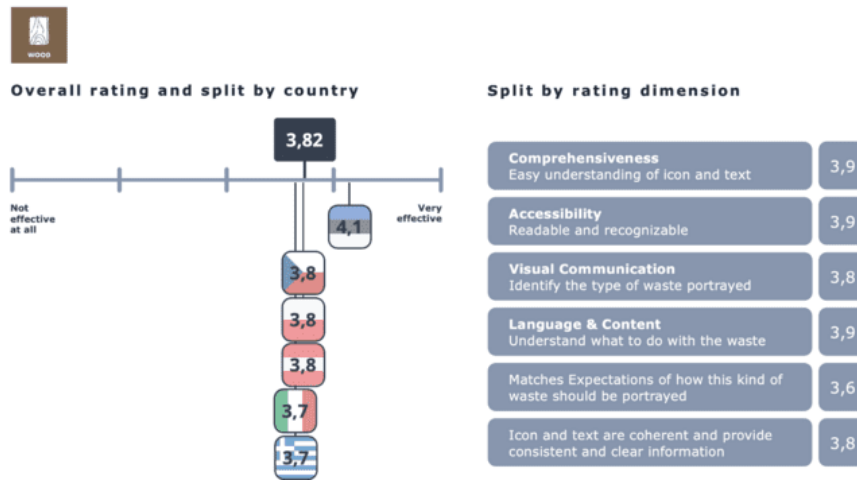 WOOD
Overall rating and split by country
3,82
Not
effective
at all
Very
effective
4,1
3,8
3,8
3,8
3,7
3,7
Split by rating dimension
Comprehensiveness
Easy understanding of icon and text
3,9
Accessibility
Readable and recognizable
3,9
Visual Communication
Identify the type of waste portrayed
3,8
Language & Content
Understand what to do with the waste
3,9
Matches Expectations of how this kind of
waste should be portrayed
3,6
Icon and text are coherent and provide
consistent and clear information
3,8